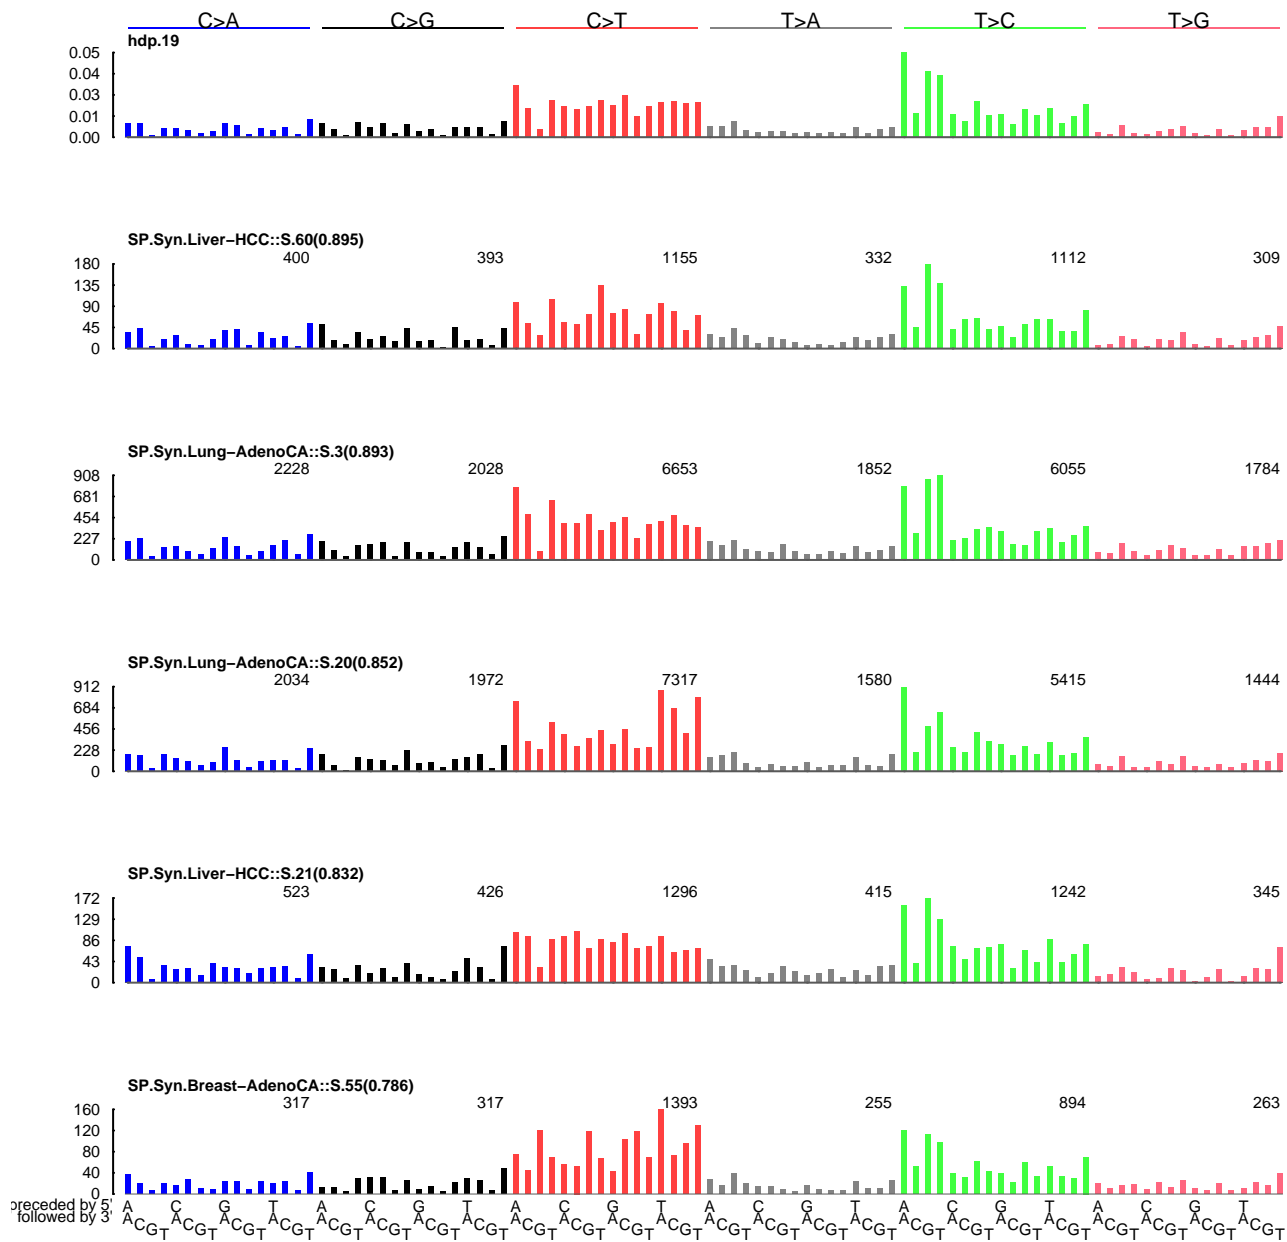 C>A C>G C>T T>A T>C T>G
hdp.19
0.05
0.04
0.03
0.01
0.00
SP.Syn.Liver−HCC::S.60(0.895)
400 393 1155 332 1112 309
180
135
90
45
0
SP.Syn.Lung−AdenoCA::S.3(0.893)
2228 2028 6653 1852 6055 1784
908
681
454
227
0
SP.Syn.Lung−AdenoCA::S.20(0.852)
2034 1972 7317 1580 5415 1444
912
684
456
228
0
SP.Syn.Liver−HCC::S.21(0.832)
523 426 1296 415 1242 345
172
129
86
43
0
SP.Syn.Breast−AdenoCA::S.55(0.786)
317 317 1393 255 894 263
160
120
80
40
0
preceded by 5' A C G T A C G T A C G T A C G T A C G T A C G T
followed by 3' A C G T A C G T A C G T A C G T A C G T A C G T A C G T A C G T A C G T A C G T A C G T A C G T A C G T A C G T A C G T A C G T A C G T A C G T A C G T A C G T A C G T A C G T A C G T A C G T